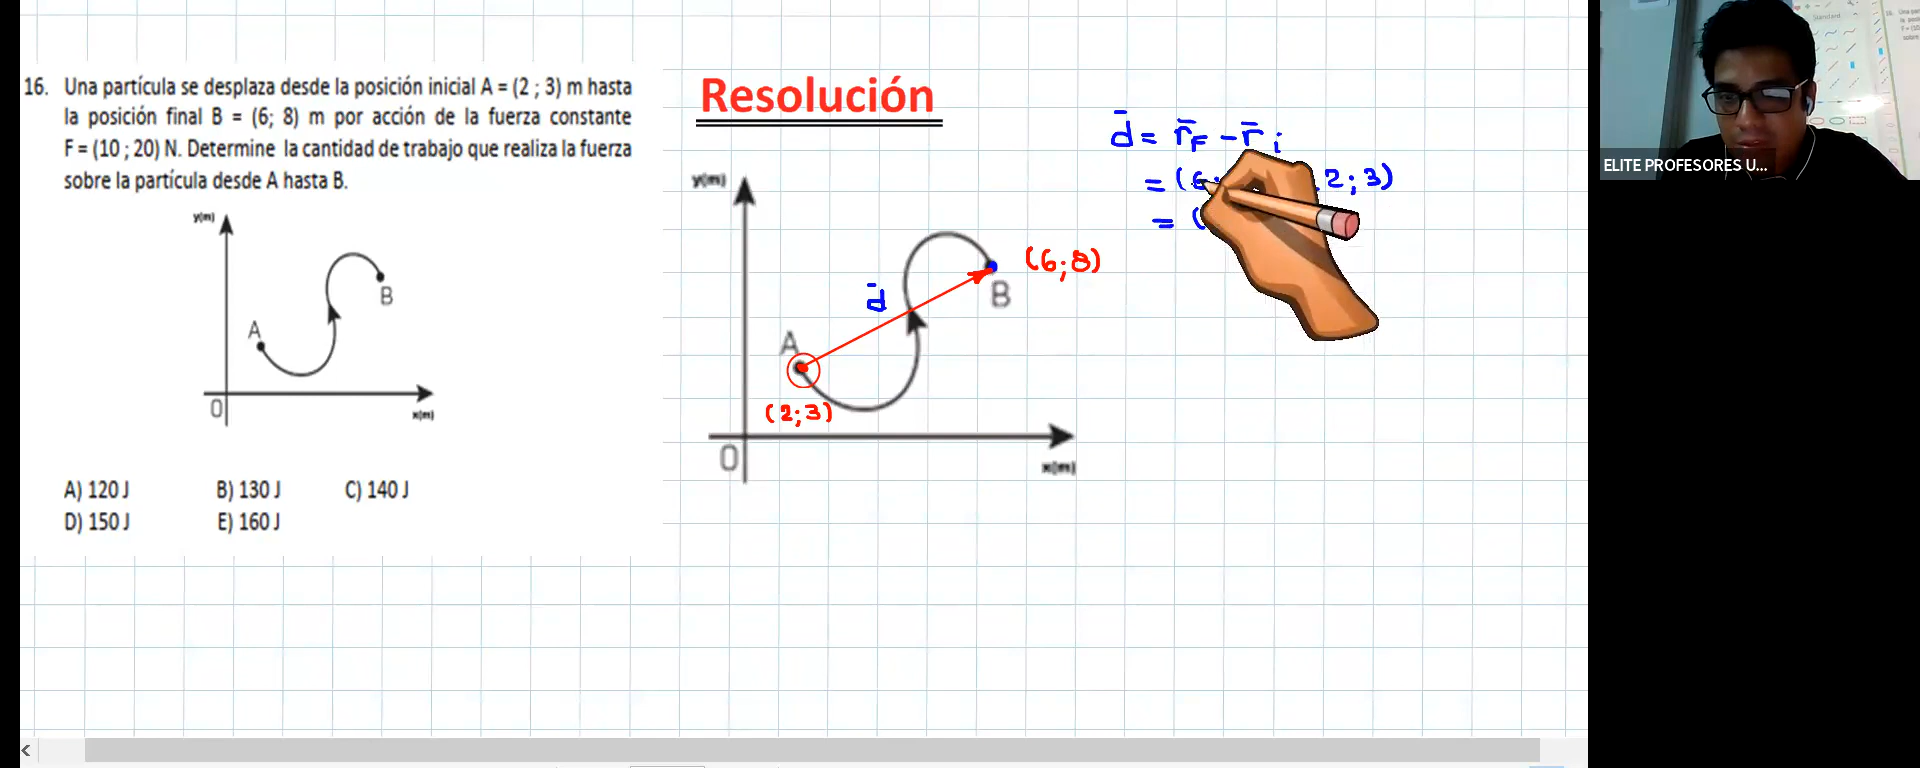 16. Una partícula se desplaza desde la posición inicial A = (2 ; 3) m hasta
la posición final B = (6; 8) m por acción de la fuerza constante
F = (10 ; 20) N. Determine la cantidad de trabajo que realiza la fuerza
sobre la partícula desde A hasta B.
y(m)
A
B
0
x(m)
A) 120 J B) 130 J C) 140 J
D) 150 J E) 160 J
Resolución
y(m)
(6;8)
d̄
B
A
(2;3)
0
x(m)
d̄ = r̄F - r̄i
= (6; 2;3)
= (
ELITE PROFESORES U...
Standard